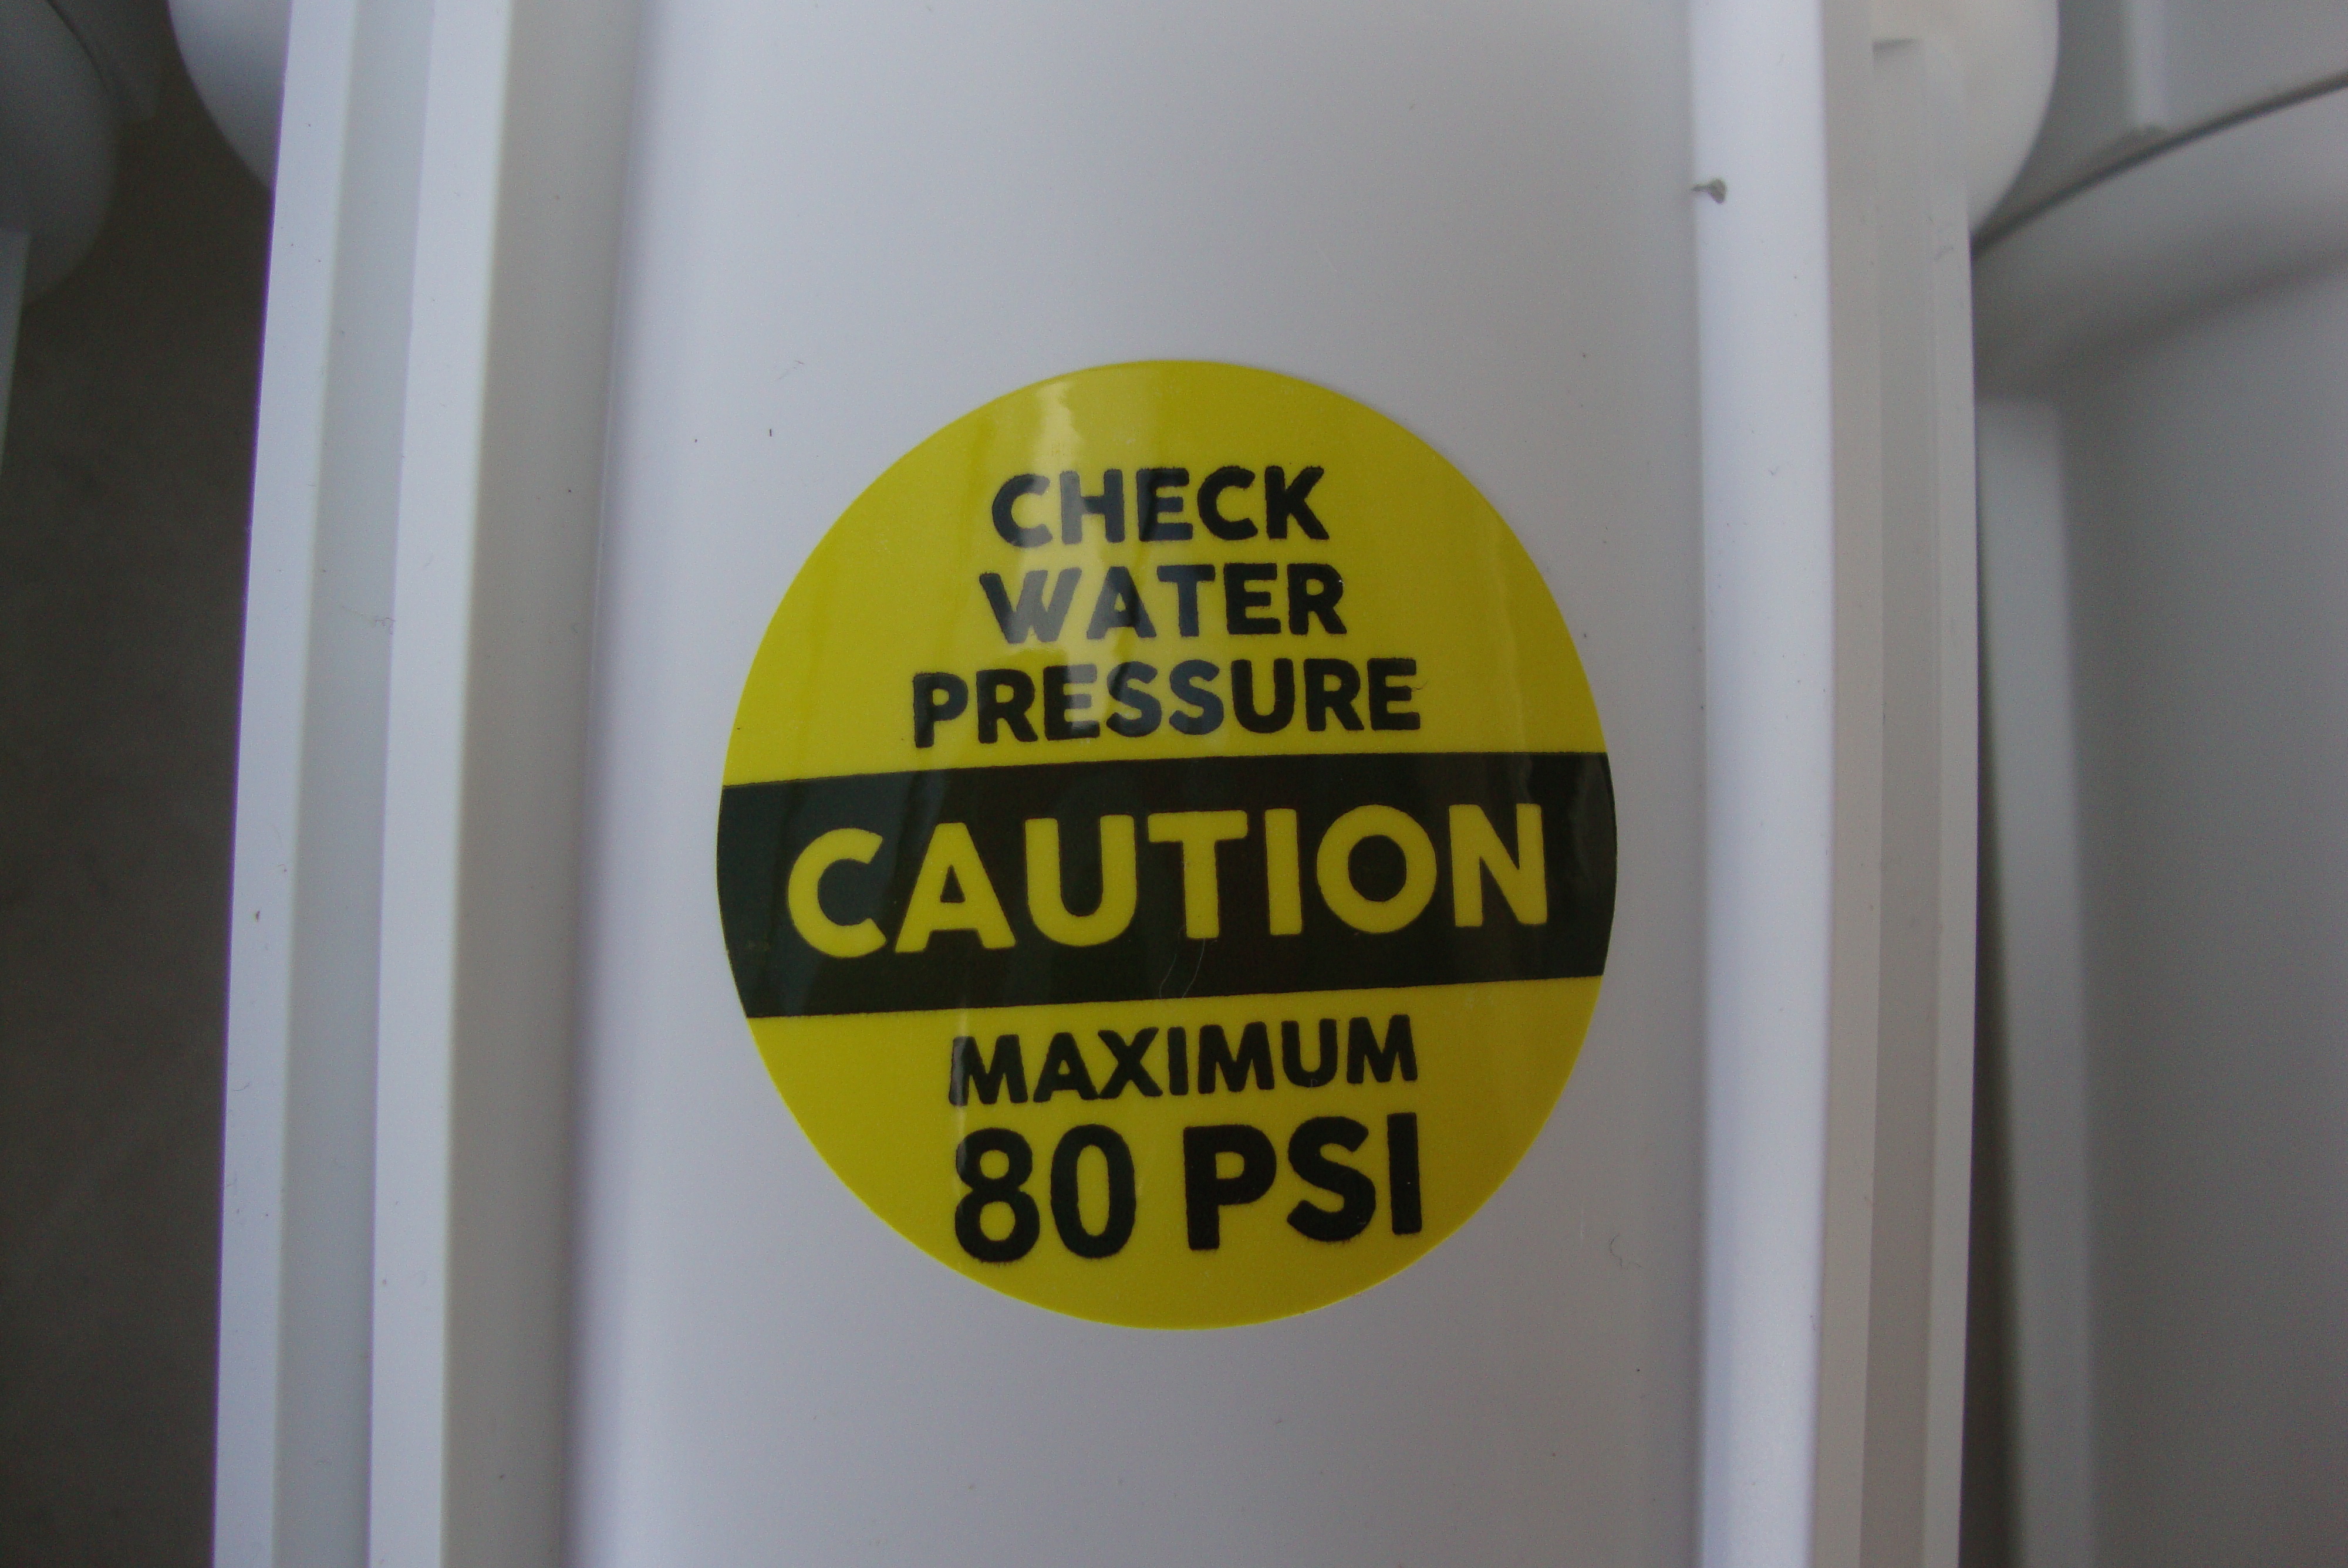 CHECK
WATER
PRESSURE
CAUTION
MAXIMUM
80 PSI